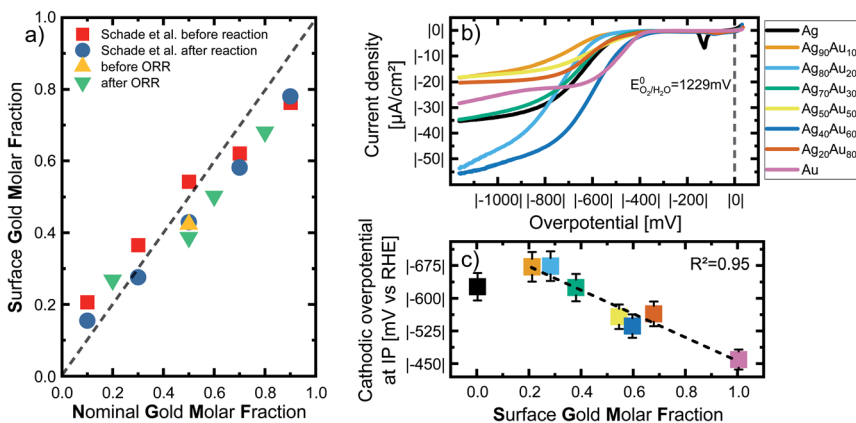 a)
Schade et al. before reaction
Schade et al. after reaction
before ORR
after ORR
1.0
0.8
0.6
0.4
0.2
0.0
0.0 0.2 0.4 0.6 0.8 1.0
Surface Gold Molar Fraction
Nominal Gold Molar Fraction
b)
|0|
|-10|
|-20|
|-30|
|-40|
|-50|
Current density
[µA/cm²]
E⁰O₂/H₂O=1229mV
|-1000| |-800| |-600| |-400| |-200| |0|
Overpotential [mV]
Ag
Ag₉₀Au₁₀
Ag₈₀Au₂₀
Ag₇₀Au₃₀
Ag₅₀Au₅₀
Ag₄₀Au₆₀
Ag₂₀Au₈₀
Au
c)
R²=0.95
|-675|
|-600|
|-525|
|-450|
Cathodic overpotential
at IP [mV vs RHE]
0.0 0.2 0.4 0.6 0.8 1.0
Surface Gold Molar Fraction